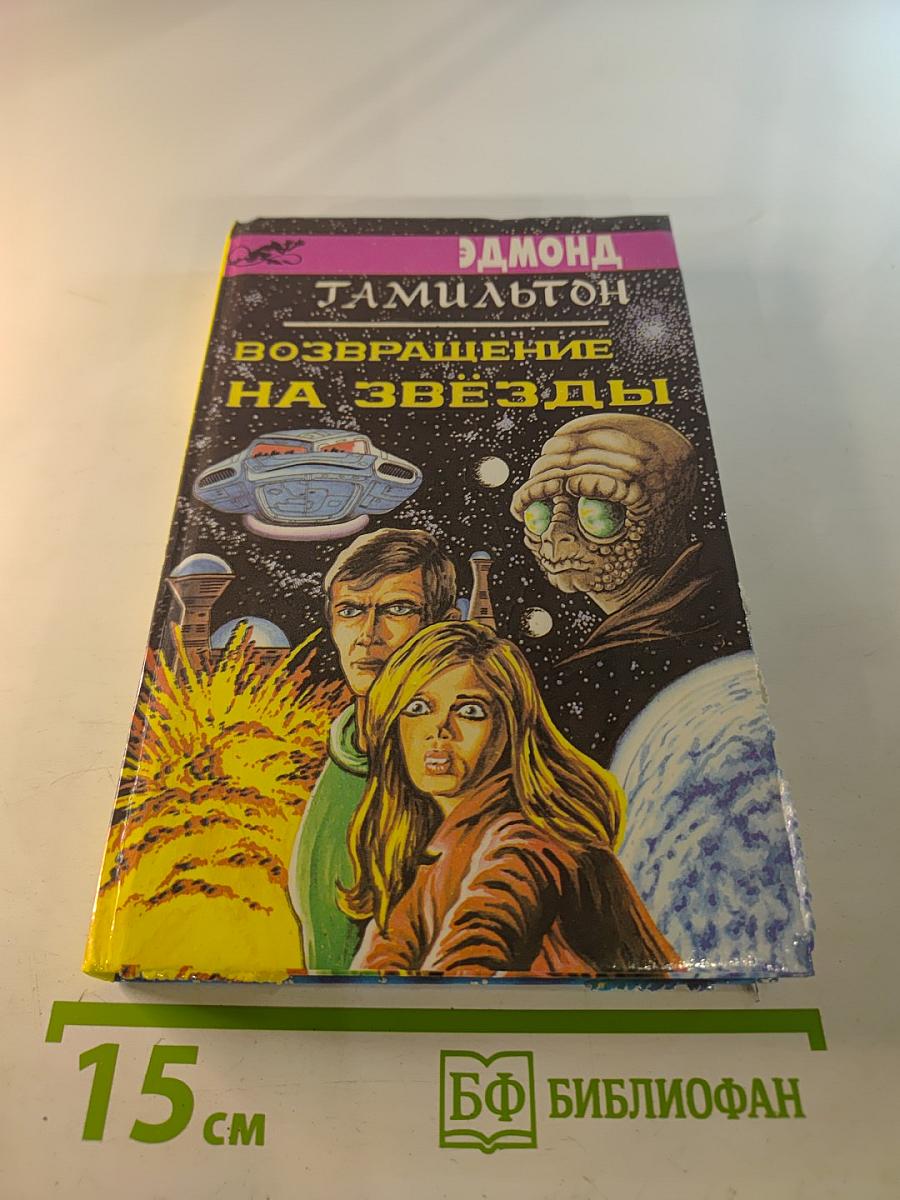 ЭДМОНД
ГАМИЛЬТОН
ВОЗВРАЩЕНИЕ
НА ЗВЁЗДЫ
15 см
БФ БИБЛИОФАН